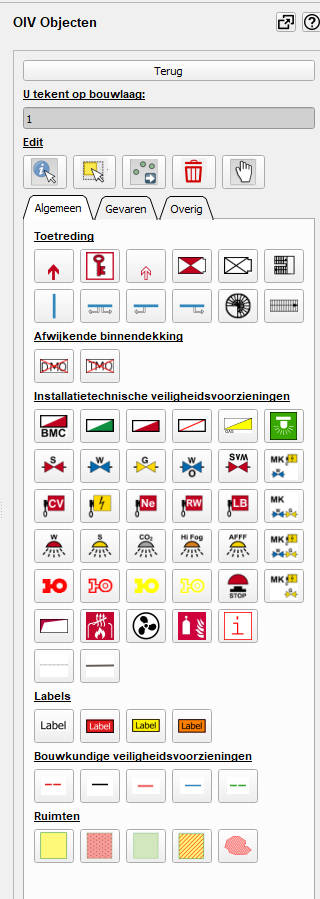 OIV Objecten
Terug
U tekent op bouwlaag:
1
Edit
Algemeen Gevaren Overig
Toetreding
Afwijkende binnendekking
DMO TMO
Installatietechnische veiligheidsvoorzieningen
BMC
S W G W O SVM MK
CV Ne RW LB MK
W S CO2 Hi Fog AFFF MK
STOP MK
i
Labels
Label Label Label Label
Bouwkundige veiligheidsvoorzieningen
Ruimten